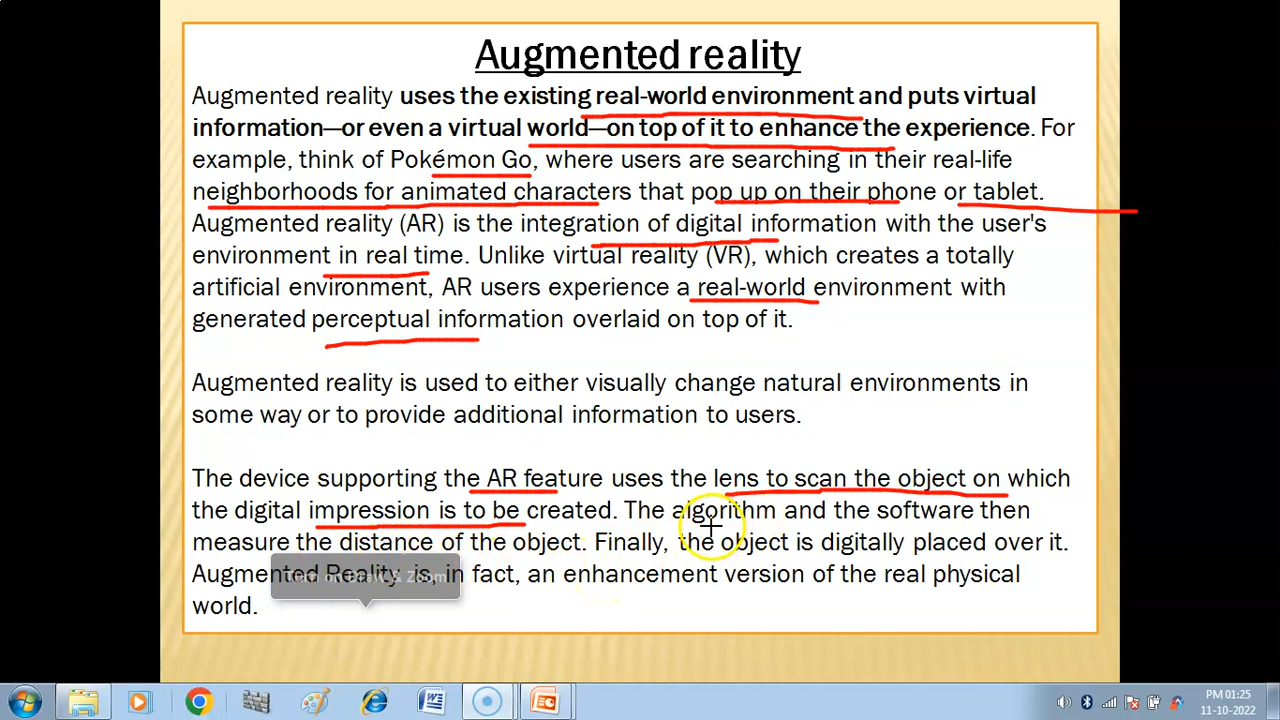 Augmented reality
Augmented reality uses the existing real-world environment and puts virtual
information—or even a virtual world—on top of it to enhance the experience. For
example, think of Pokémon Go, where users are searching in their real-life
neighborhoods for animated characters that pop up on their phone or tablet.
Augmented reality (AR) is the integration of digital information with the user's
environment in real time. Unlike virtual reality (VR), which creates a totally
artificial environment, AR users experience a real-world environment with
generated perceptual information overlaid on top of it.
Augmented reality is used to either visually change natural environments in
some way or to provide additional information to users.
The device supporting the AR feature uses the lens to scan the object on which
the digital impression is to be created. The algorithm and the software then
measure the distance of the object. Finally, the object is digitally placed over it.
Augmented Reality is, in fact, an enhancement version of the real physical
world.
Turn on Draw & Zoom
PM 01:25
11-10-2022